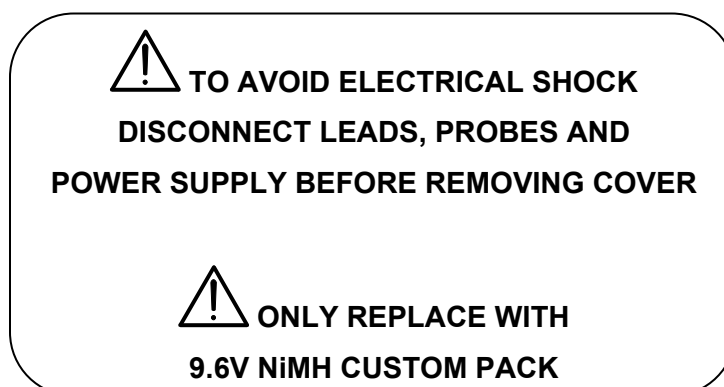 TO AVOID ELECTRICAL SHOCK
DISCONNECT LEADS, PROBES AND
POWER SUPPLY BEFORE REMOVING COVER
ONLY REPLACE WITH
9.6V NiMH CUSTOM PACK